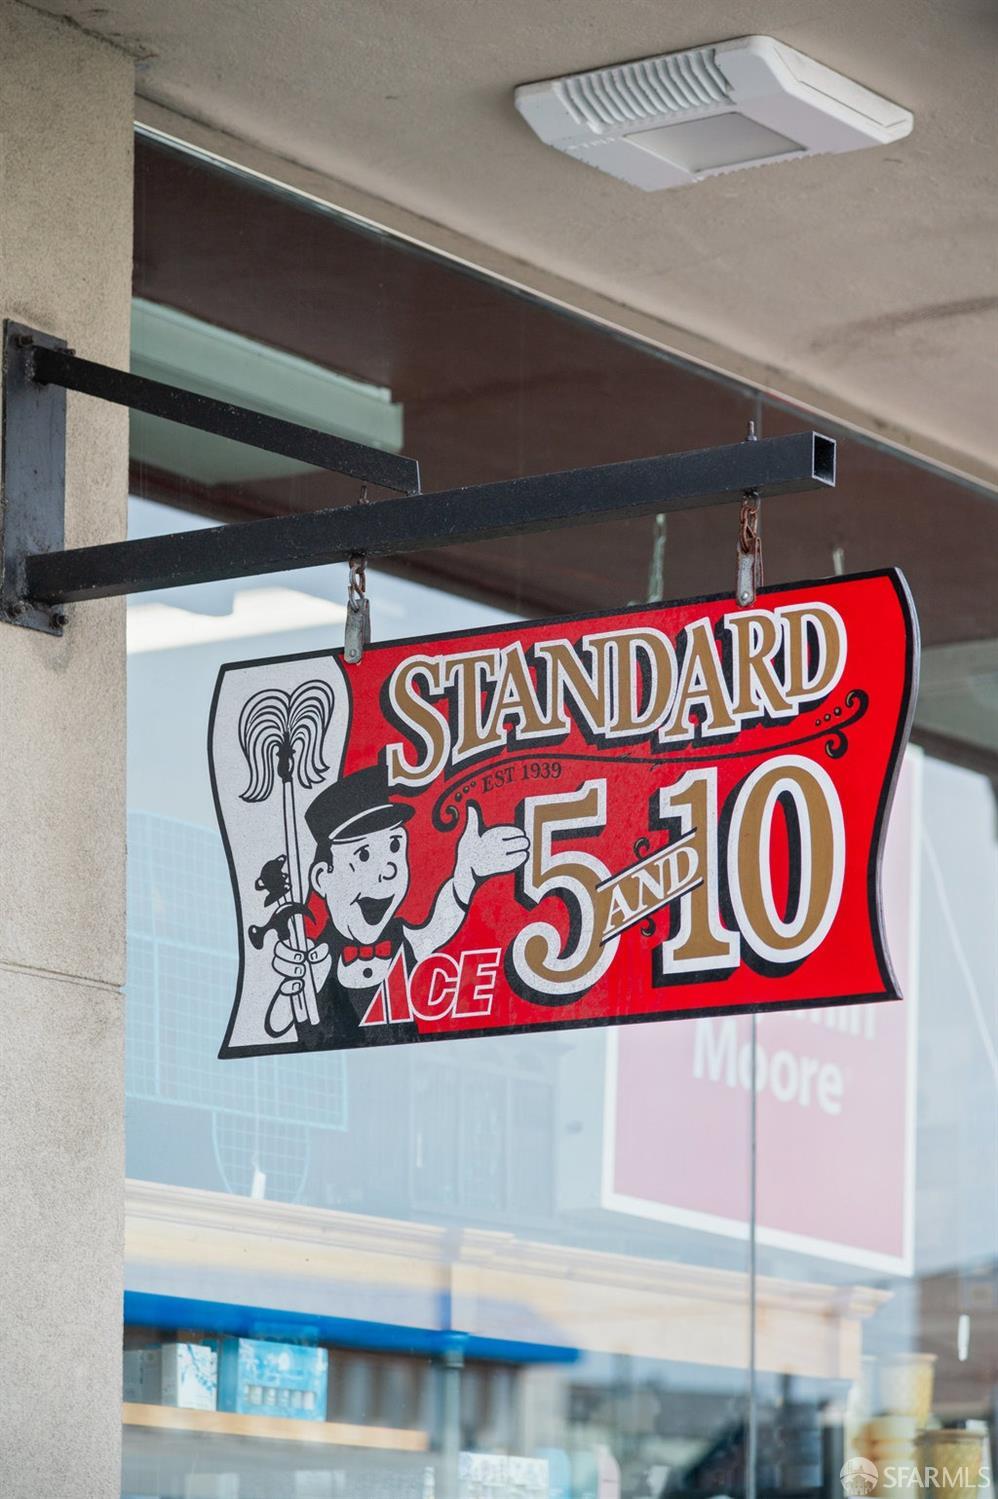 STANDARD
EST 1939
5 AND 10
ACE
Moore
SFARMLS